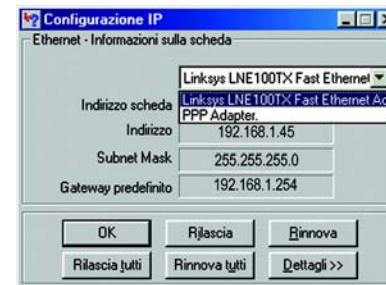 Configurazione IP
Ethernet - Informazioni sulla scheda
Linksys LNE100TX Fast Ethernet
Linksys LNE100TX Fast Ethernet Ad
PPP Adapter.
Indirizzo scheda
Indirizzo 192.168.1.45
Subnet Mask 255.255.255.0
Gateway predefinito 192.168.1.254
OK Rilascia Rinnova
Rilascia tutti Rinnova tutti Dettagli >>